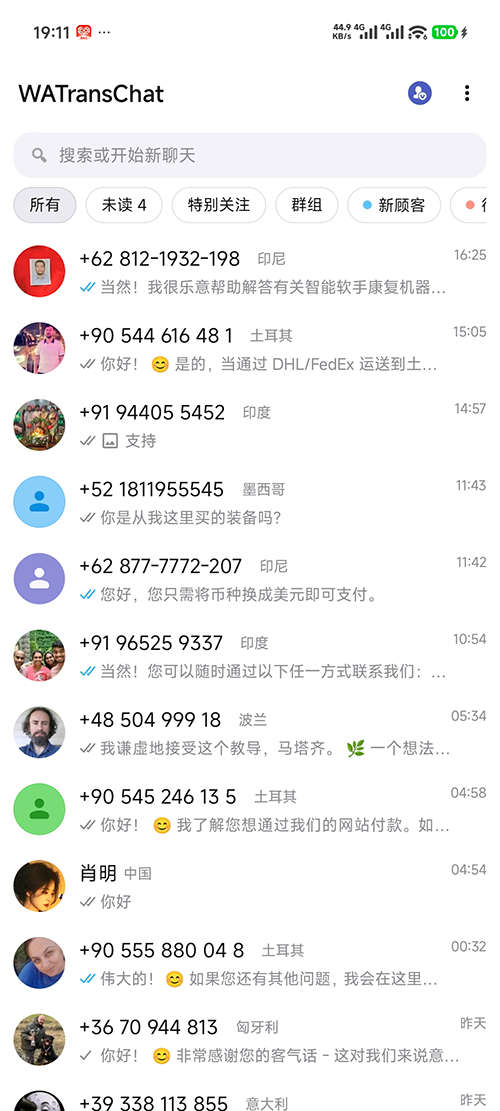 19:11 ··· 44.9 KB/s 4G 4G 100
WATransChat
搜索或开始新聊天
所有 未读 4 特别关注 群组 新顾客
+62 812-1932-198 印尼 16:25
当然！我很乐意帮助解答有关智能软手康复机器...
+90 544 616 48 1 土耳其 15:05
你好！ 😊 是的，当通过 DHL/FedEx 运送到土...
+91 94405 5452 印度 14:57
支持
+52 1811955545 墨西哥 11:43
你是从我这里买的装备吗？
+62 877-7772-207 印尼 11:42
您好，您只需将币种换成美元即可支付。
+91 96525 9337 印度 10:54
当然！您可以随时通过以下任一方式联系我们： ...
+48 504 999 18 波兰 05:34
我谦虚地接受这个教导，马塔齐。 🌿 一个想法...
+90 545 246 13 5 土耳其 04:58
你好！ 😊 我了解您想通过我们的网站付款。如...
肖明 中国 04:54
你好
+90 555 880 04 8 土耳其 00:32
伟大的！ 😊 如果您还有其他问题，我会在这里...
+36 70 944 813 匈牙利 昨天
你好！ 😊 非常感谢您的客气话 - 这对我们来说意...
+39 338 113 855 意大利 昨天